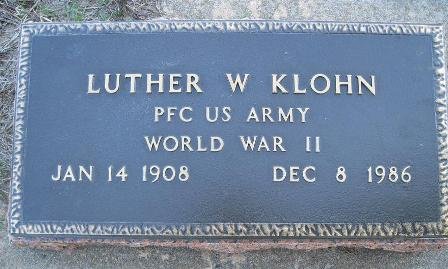 LUTHER W KLOHN
PFC US ARMY
WORLD WAR II
JAN 14 1908 DEC 8 1986